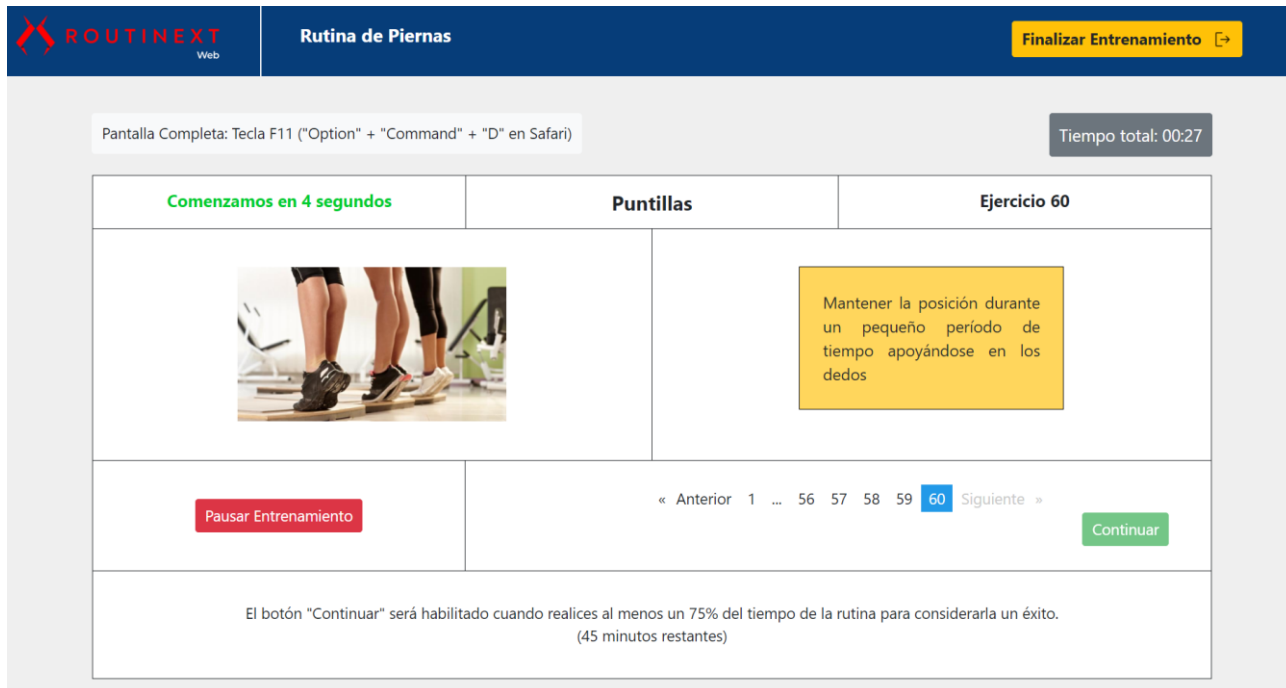 ROUTINEXT
Web
Rutina de Piernas
Finalizar Entrenamiento
Pantalla Completa: Tecla F11 ("Option" + "Command" + "D" en Safari)
Tiempo total: 00:27
Comenzamos en 4 segundos
Puntillas
Ejercicio 60
Mantener la posición durante
un pequeño período de
tiempo apoyándose en los
dedos
Pausar Entrenamiento
« Anterior 1 ... 56 57 58 59 60 Siguiente »
Continuar
El botón "Continuar" será habilitado cuando realices al menos un 75% del tiempo de la rutina para considerarla un éxito.
(45 minutos restantes)